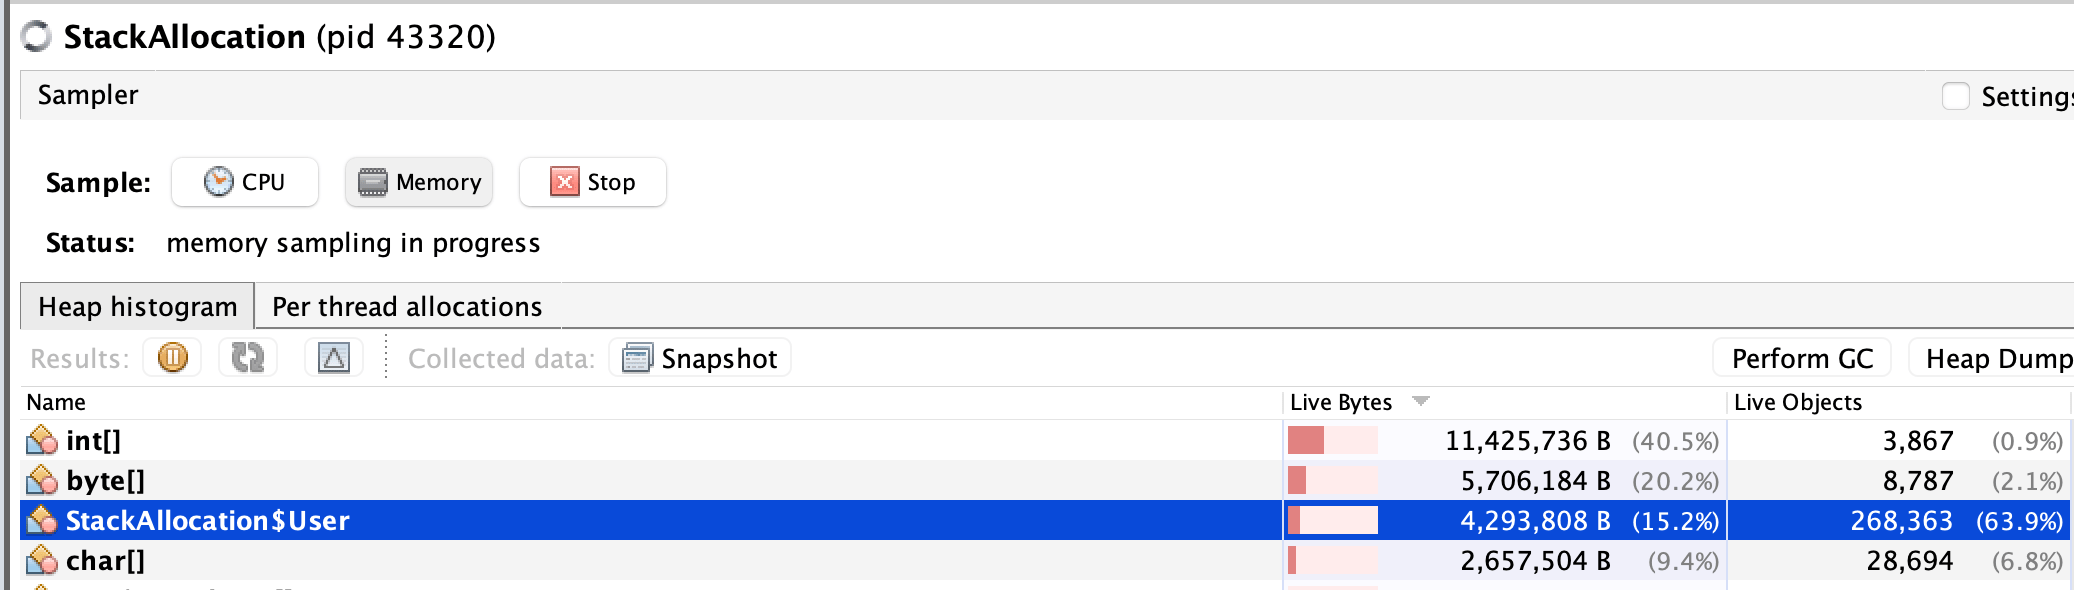 StackAllocation (pid 43320)
Sampler Settings
Sample: CPU Memory Stop
Status: memory sampling in progress
Heap histogram Per thread allocations
Results: Collected data: Snapshot Perform GC Heap Dump
Name Live Bytes Live Objects
int[] 11,425,736 B (40.5%) 3,867 (0.9%)
byte[] 5,706,184 B (20.2%) 8,787 (2.1%)
StackAllocation$User 4,293,808 B (15.2%) 268,363 (63.9%)
char[] 2,657,504 B (9.4%) 28,694 (6.8%)